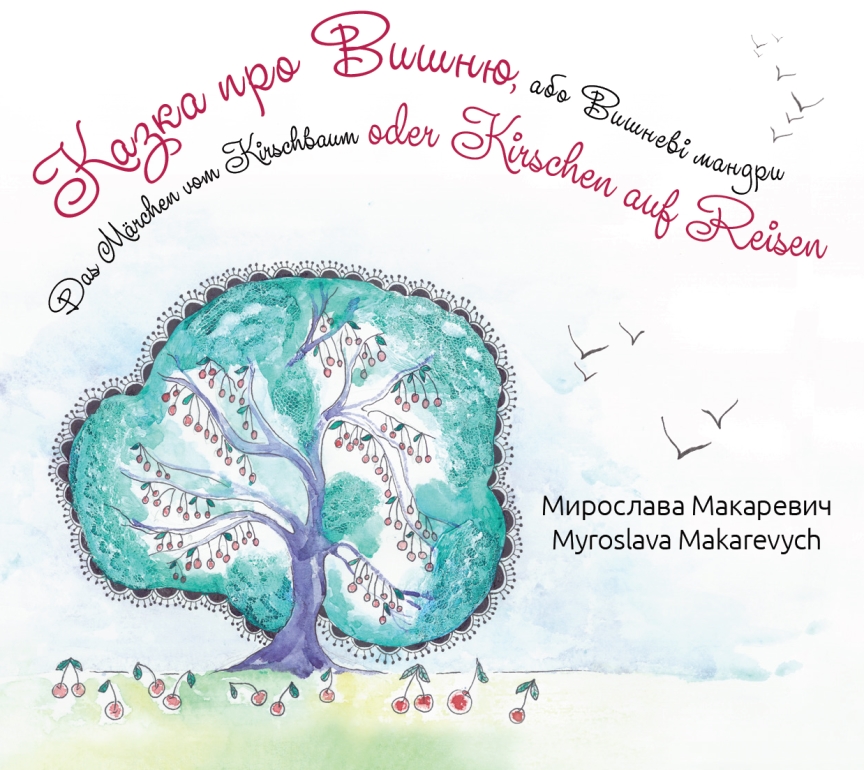 Казка про Вишню, або Вишневі мандри
Das Märchen vom Kirschbaum oder Kirschen auf Reisen
Мирослава Макаревич
Myroslava Makarevych